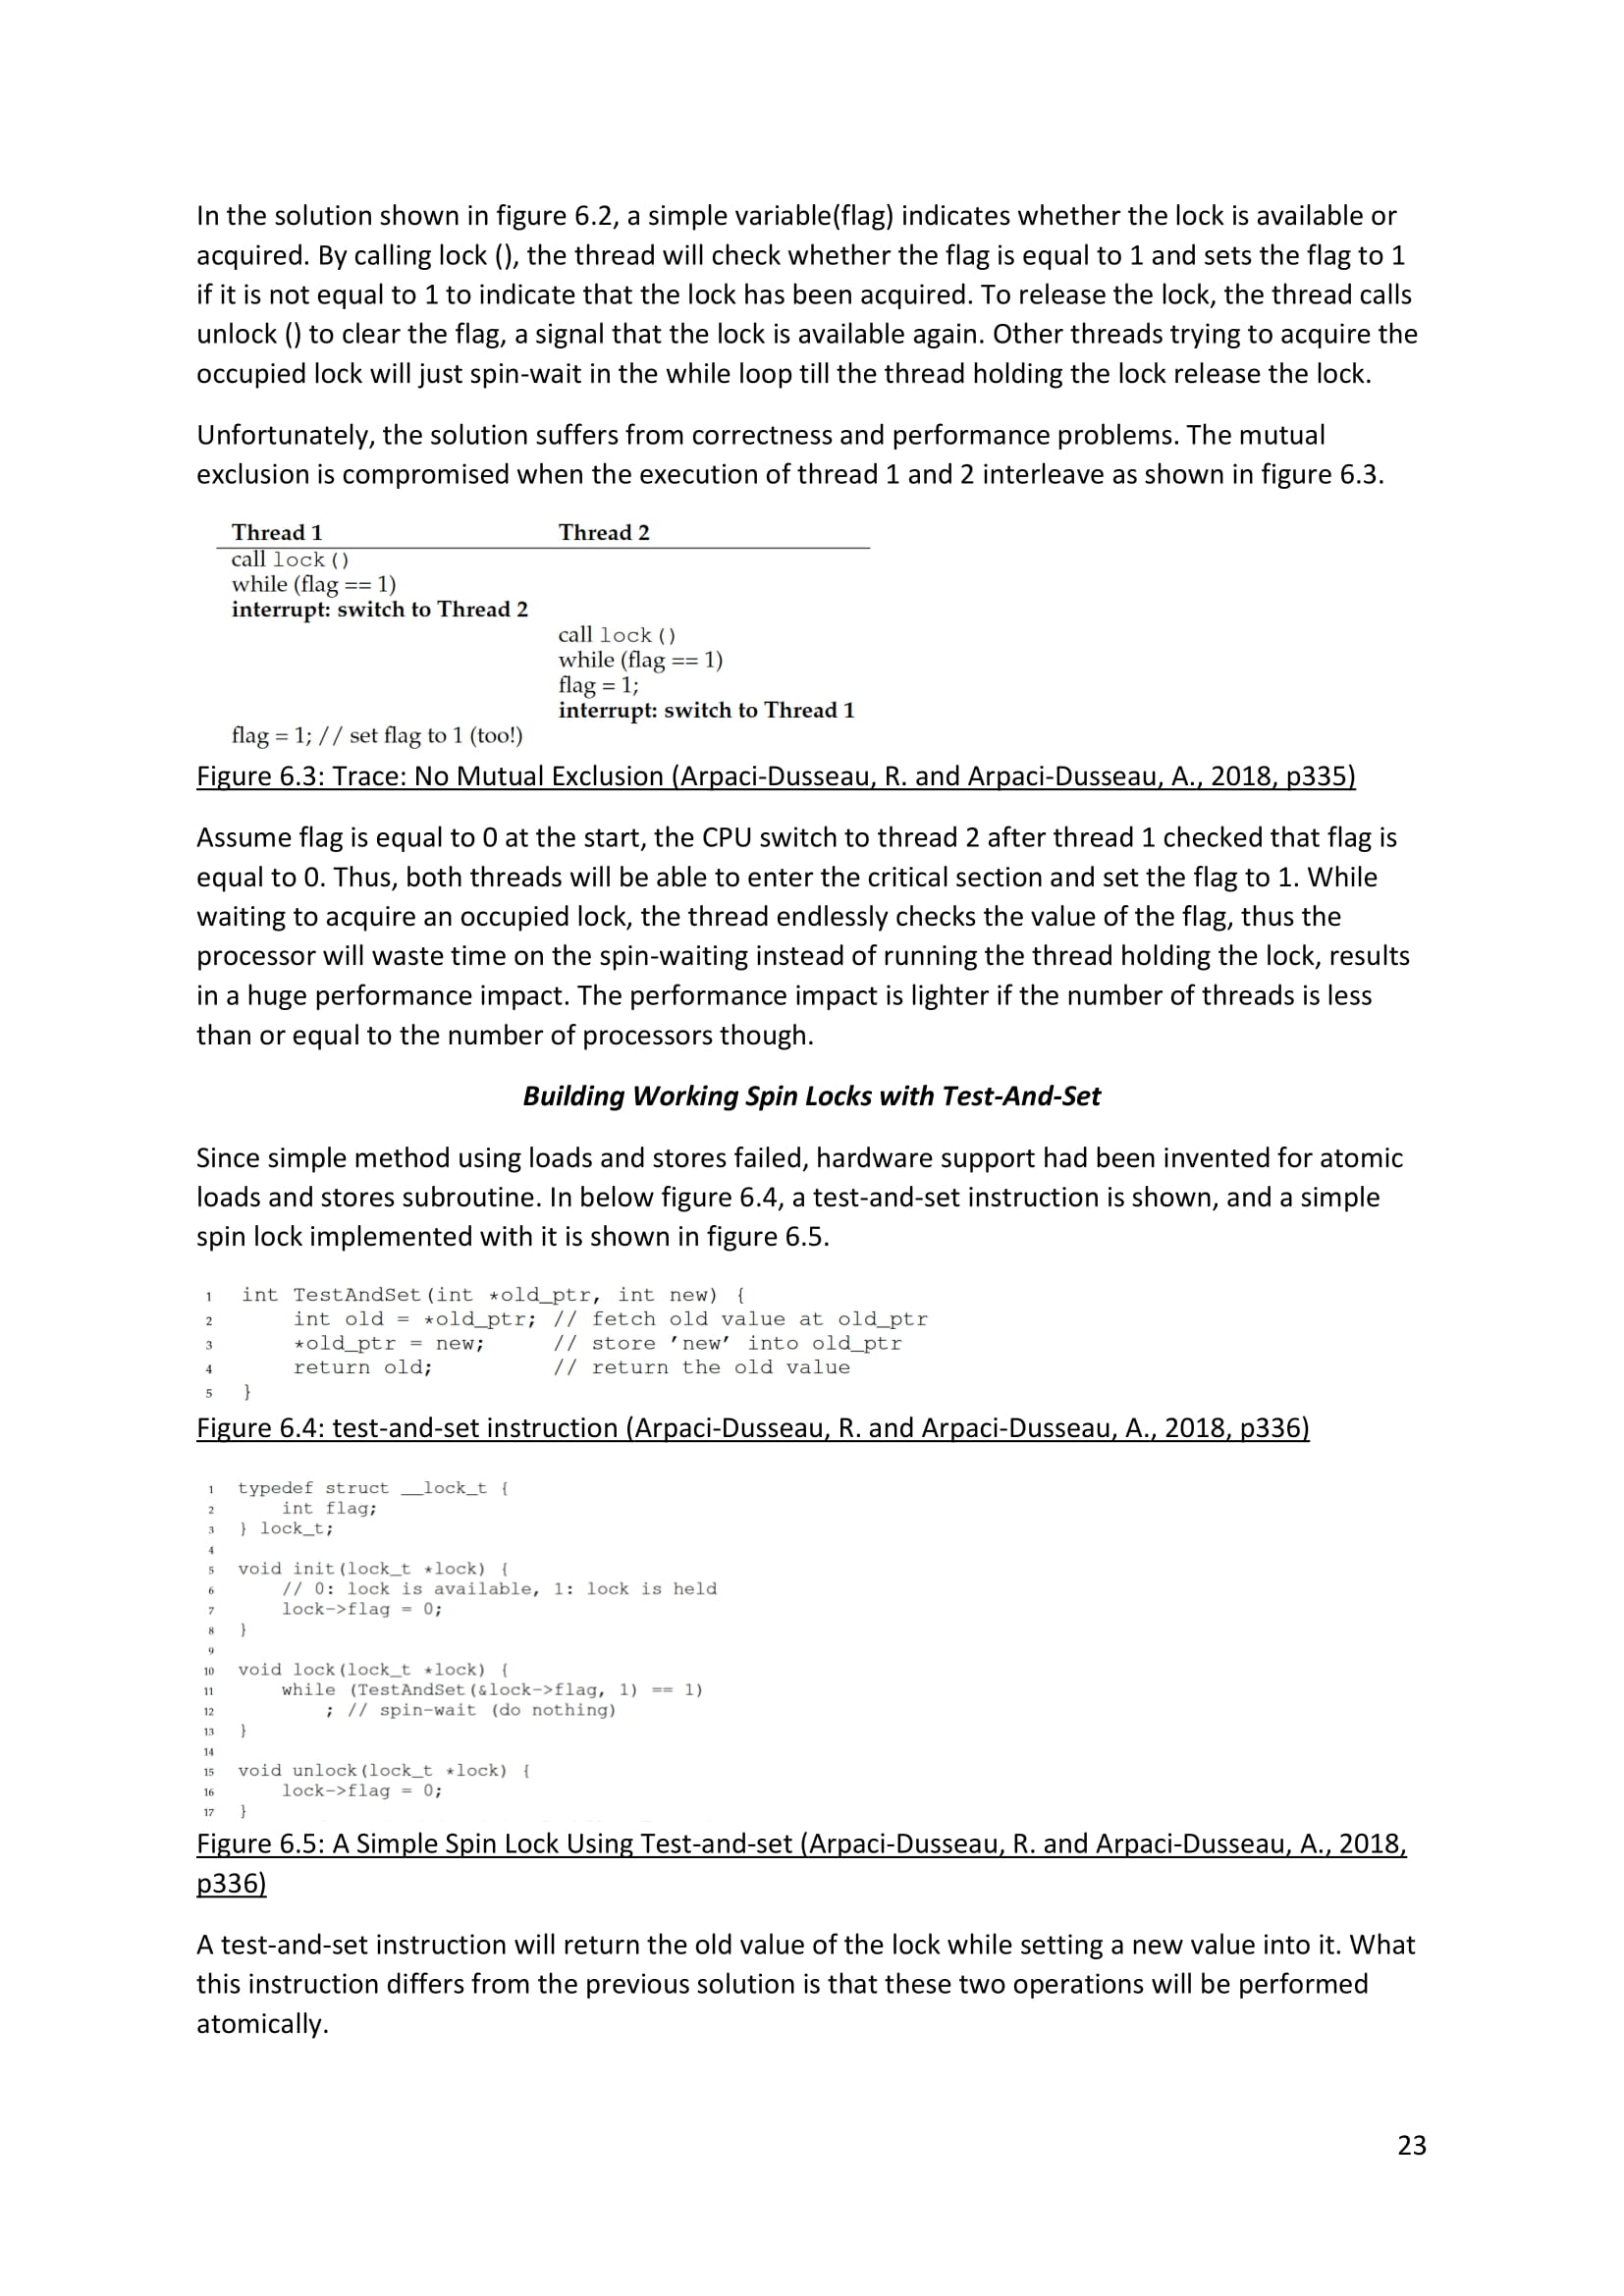 In the solution shown in figure 6.2, a simple variable(flag) indicates whether the lock is available or
acquired. By calling lock (), the thread will check whether the flag is equal to 1 and sets the flag to 1
if it is not equal to 1 to indicate that the lock has been acquired. To release the lock, the thread calls
unlock () to clear the flag, a signal that the lock is available again. Other threads trying to acquire the
occupied lock will just spin-wait in the while loop till the thread holding the lock release the lock.
Unfortunately, the solution suffers from correctness and performance problems. The mutual
exclusion is compromised when the execution of thread 1 and 2 interleave as shown in figure 6.3.
Thread 1 Thread 2
call lock ()
while (flag == 1)
interrupt: switch to Thread 2
call lock ()
while (flag == 1)
flag = 1;
interrupt: switch to Thread 1
flag = 1; // set flag to 1 (too!)
Figure 6.3: Trace: No Mutual Exclusion (Arpaci-Dusseau, R. and Arpaci-Dusseau, A., 2018, p335)
Assume flag is equal to 0 at the start, the CPU switch to thread 2 after thread 1 checked that flag is
equal to 0. Thus, both threads will be able to enter the critical section and set the flag to 1. While
waiting to acquire an occupied lock, the thread endlessly checks the value of the flag, thus the
processor will waste time on the spin-waiting instead of running the thread holding the lock, results
in a huge performance impact. The performance impact is lighter if the number of threads is less
than or equal to the number of processors though.
Building Working Spin Locks with Test-And-Set
Since simple method using loads and stores failed, hardware support had been invented for atomic
loads and stores subroutine. In below figure 6.4, a test-and-set instruction is shown, and a simple
spin lock implemented with it is shown in figure 6.5.
1 int TestAndSet(int *old_ptr, int new) {
2 int old = *old_ptr; // fetch old value at old_ptr
3 *old_ptr = new; // store 'new' into old_ptr
4 return old; // return the old value
5 }
Figure 6.4: test-and-set instruction (Arpaci-Dusseau, R. and Arpaci-Dusseau, A., 2018, p336)
1 typedef struct __lock_t {
2 int flag;
3 } lock_t;
4
5 void init(lock_t *lock) {
6 // 0: lock is available, 1: lock is held
7 lock->flag = 0;
8 }
9
10 void lock(lock_t *lock) {
11 while (TestAndSet(&lock->flag, 1) == 1)
12 ; // spin-wait (do nothing)
13 }
14
15 void unlock(lock_t *lock) {
16 lock->flag = 0;
17 }
Figure 6.5: A Simple Spin Lock Using Test-and-set (Arpaci-Dusseau, R. and Arpaci-Dusseau, A., 2018,
p336)
A test-and-set instruction will return the old value of the lock while setting a new value into it. What
this instruction differs from the previous solution is that these two operations will be performed
atomically.
23